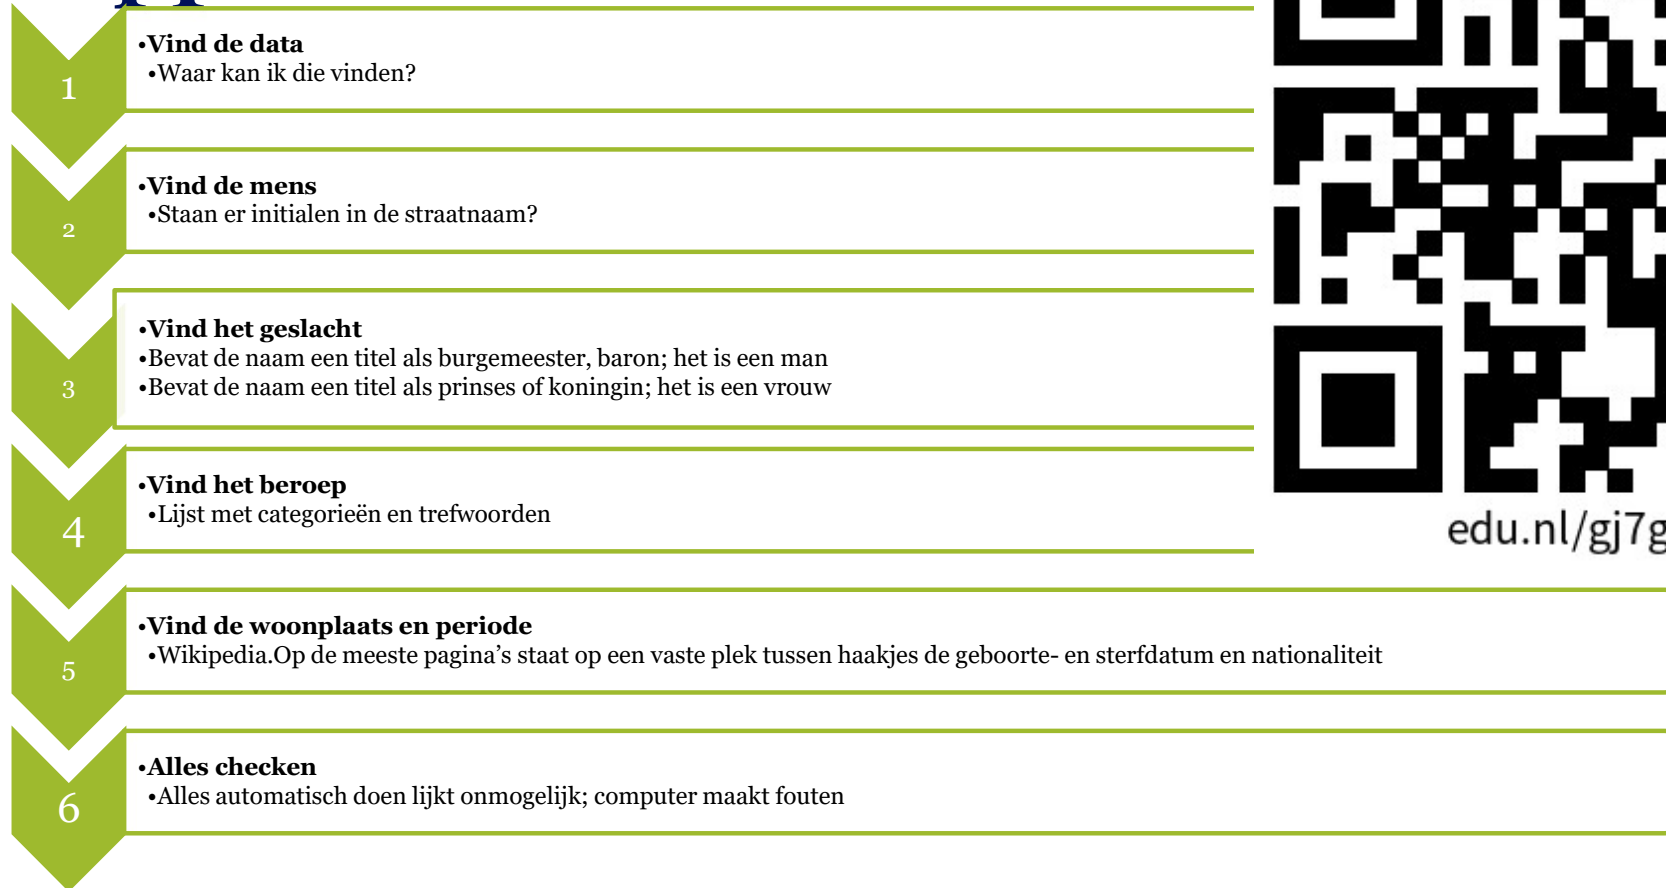 1
•Vind de data
•Waar kan ik die vinden?
2
•Vind de mens
•Staan er initialen in de straatnaam?
3
•Vind het geslacht
•Bevat de naam een titel als burgemeester, baron; het is een man
•Bevat de naam een titel als prinses of koningin; het is een vrouw
4
•Vind het beroep
•Lijst met categorieën en trefwoorden
edu.nl/gj7g
5
•Vind de woonplaats en periode
•Wikipedia.Op de meeste pagina’s staat op een vaste plek tussen haakjes de geboorte- en sterfdatum en nationaliteit
6
•Alles checken
•Alles automatisch doen lijkt onmogelijk; computer maakt fouten